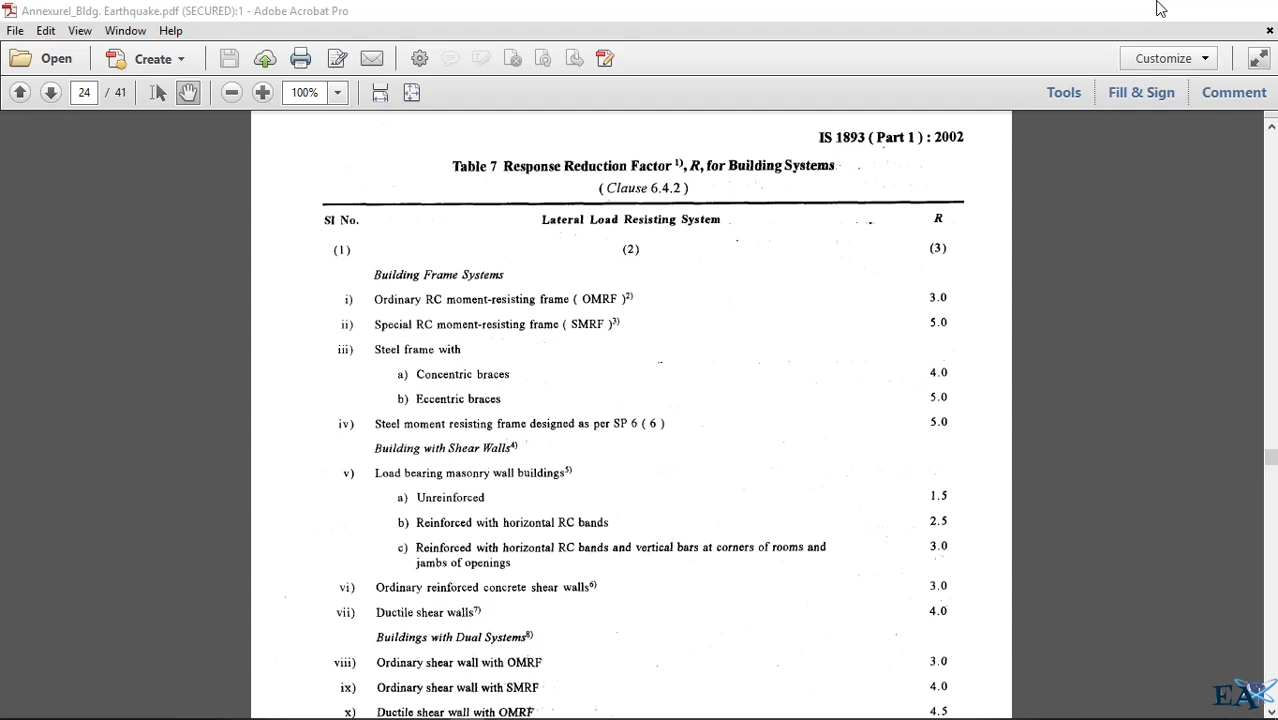 Annexurel_Bldg. Earthquake.pdf (SECURED):1 - Adobe Acrobat Pro
File Edit View Window Help
Open Create Customize
24 / 41 100% Tools Fill & Sign Comment
IS 1893 ( Part 1 ) : 2002
Table 7 Response Reduction Factor 1), R, for Building Systems
( Clause 6.4.2 )
SI No. Lateral Load Resisting System R
(1) (2) (3)
Building Frame Systems
i) Ordinary RC moment-resisting frame ( OMRF )2) 3.0
ii) Special RC moment-resisting frame ( SMRF )3) 5.0
iii) Steel frame with
a) Concentric braces 4.0
b) Eccentric braces 5.0
iv) Steel moment resisting frame designed as per SP 6 ( 6 ) 5.0
Building with Shear Walls4)
v) Load bearing masonry wall buildings5)
a) Unreinforced 1.5
b) Reinforced with horizontal RC bands 2.5
c) Reinforced with horizontal RC bands and vertical bars at corners of rooms and 3.0
jambs of openings
vi) Ordinary reinforced concrete shear walls6) 3.0
vii) Ductile shear walls7) 4.0
Buildings with Dual Systems8)
viii) Ordinary shear wall with OMRF 3.0
ix) Ordinary shear wall with SMRF 4.0
x) Ductile shear wall with OMRF 4.5
EA